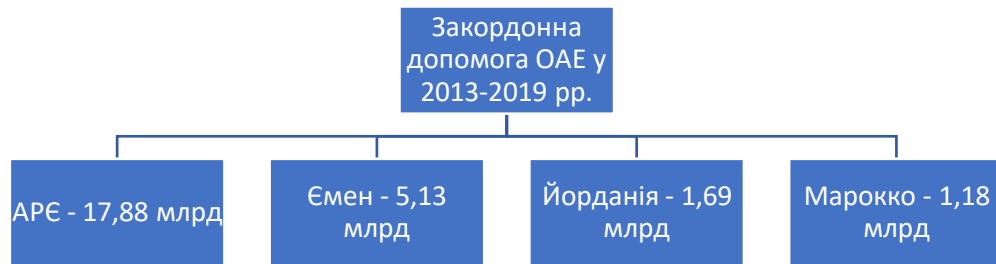 Закордонна
допомога ОАЕ у
2013-2019 рр.
АРЄ - 17,88 млрд
Ємен - 5,13
млрд
Йорданія - 1,69
млрд
Марокко - 1,18
млрд